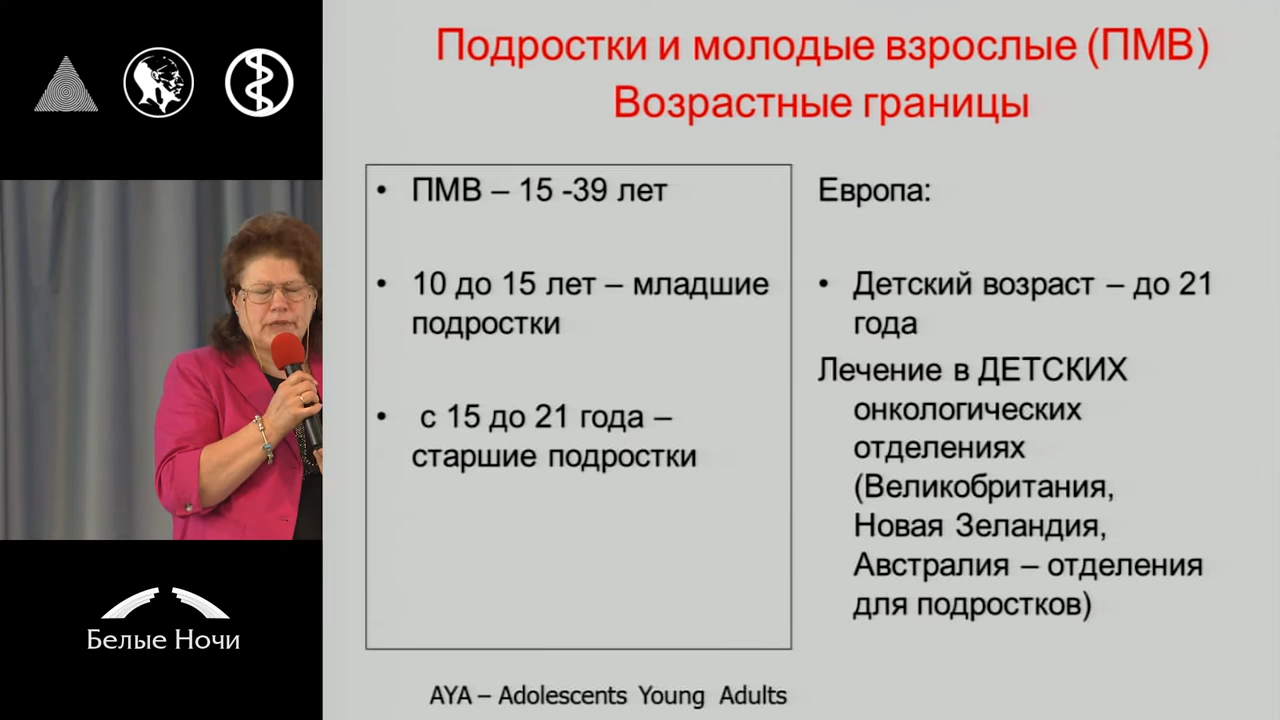 Подростки и молодые взрослые (ПМВ)
Возрастные границы
• ПМВ – 15 -39 лет
• 10 до 15 лет – младшие
подростки
• с 15 до 21 года –
старшие подростки
Европа:
• Детский возраст – до 21
года
Лечение в ДЕТСКИХ
онкологических
отделениях
(Великобритания,
Новая Зеландия,
Австралия – отделения
для подростков)
AYA – Adolescents Young Adults
Белые Ночи